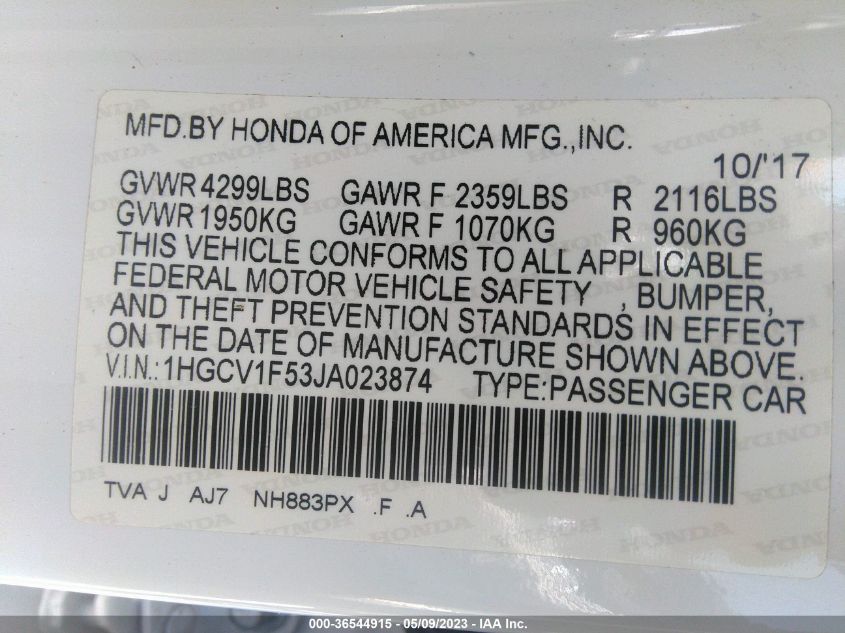 MFD.BY HONDA OF AMERICA MFG.,INC.
10/'17
GVWR 4299LBS GAWR F 2359LBS R 2116LBS
GVWR 1950KG GAWR F 1070KG R 960KG
THIS VEHICLE CONFORMS TO ALL APPLICABLE
FEDERAL MOTOR VEHICLE SAFETY , BUMPER,
AND THEFT PREVENTION STANDARDS IN EFFECT
ON THE DATE OF MANUFACTURE SHOWN ABOVE.
V.I.N.:1HGCV1F53JA023874 TYPE:PASSENGER CAR
TVA J AJ7 NH883PX .F .A
000-36544915 / 05/09/2023 / IAA Inc.